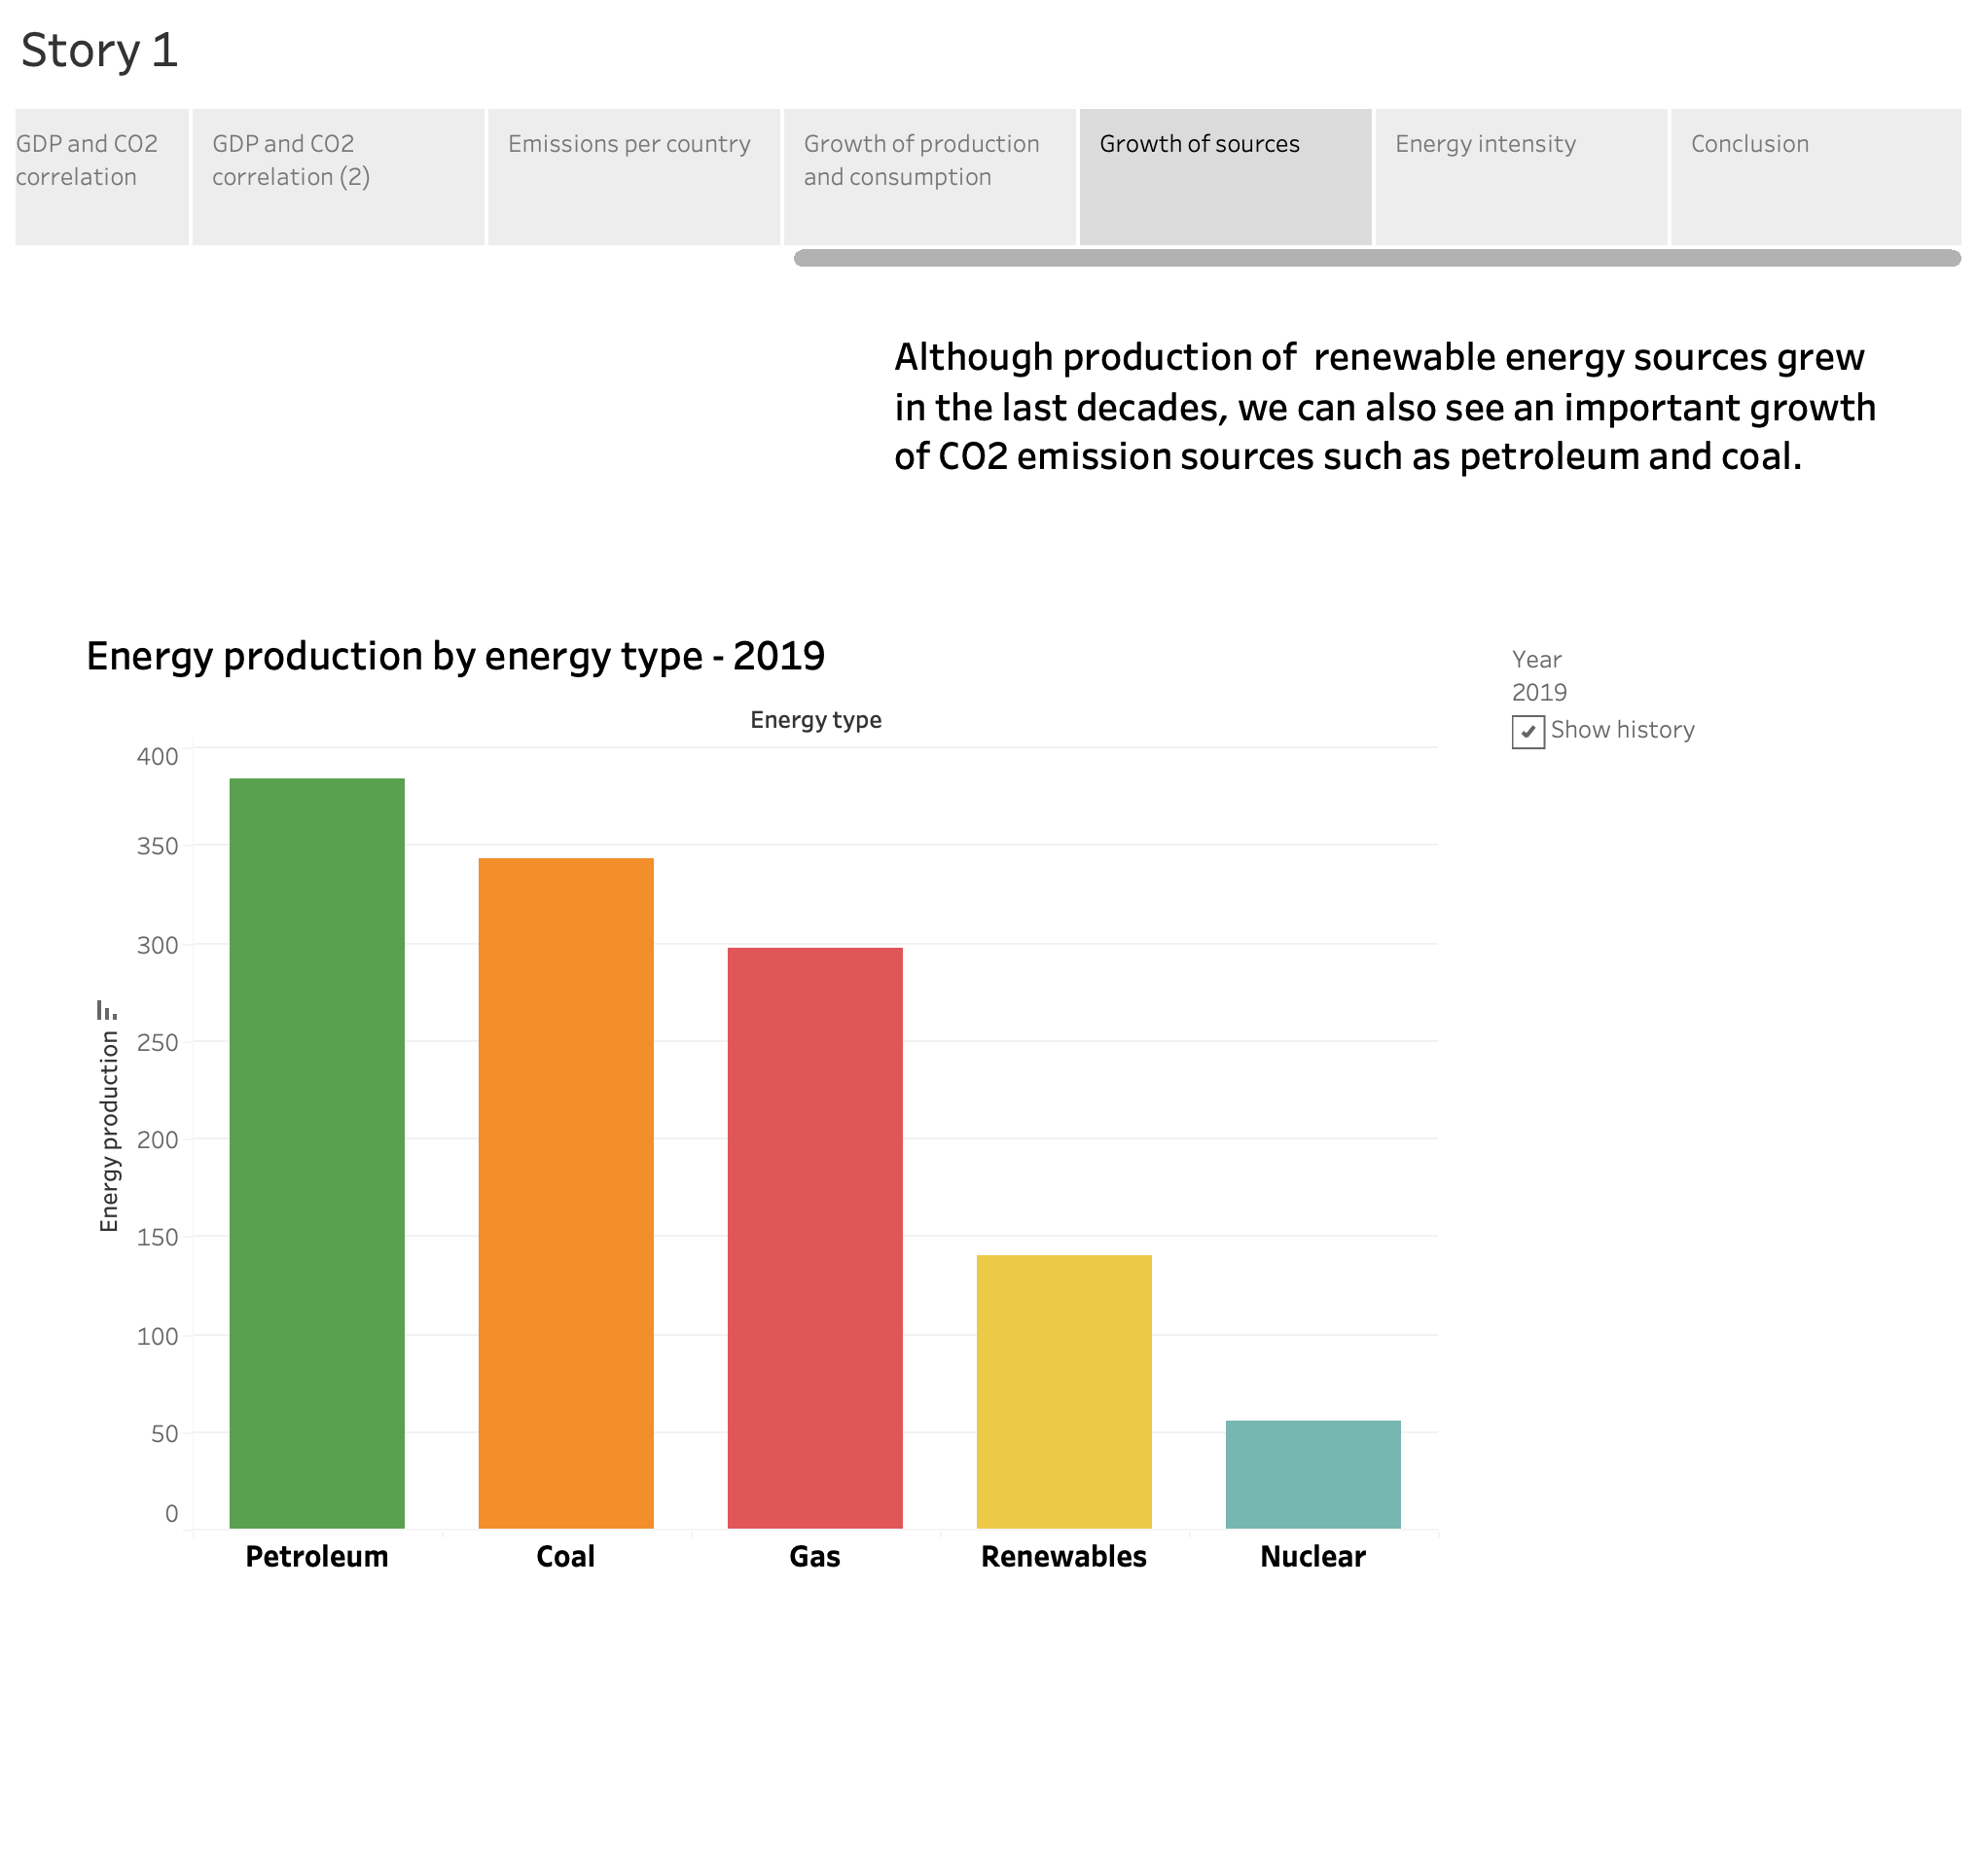 Story 1
GDP and CO2
correlation
GDP and CO2
correlation (2)
Emissions per country
Growth of production
and consumption
Growth of sources
Energy intensity
Conclusion
Although production of  renewable energy sources grew
in the last decades, we can also see an important growth
of CO2 emission sources such as petroleum and coal.
Energy production by energy type - 2019
Year
2019
Show history
Energy type
400
350
300
250
200
150
100
50
0
Energy production
Petroleum
Coal
Gas
Renewables
Nuclear